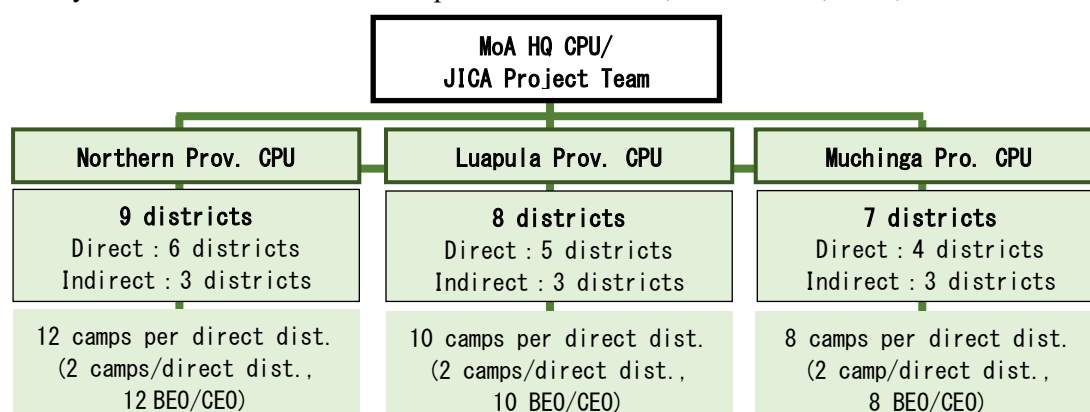 MoA HQ CPU/
JICA Project Team
Northern Prov. CPU
Luapula Prov. CPU
Muchinga Pro. CPU
9 districts
Direct : 6 districts
Indirect : 3 districts
8 districts
Direct : 5 districts
Indirect : 3 districts
7 districts
Direct : 4 districts
Indirect : 3 districts
12 camps per direct dist.
(2 camps/direct dist.,
12 BEO/CEO)
10 camps per direct dist.
(2 camps/direct dist.,
10 BEO/CEO)
8 camps per direct dist.
(2 camp/direct dist.,
8 BEO/CEO)